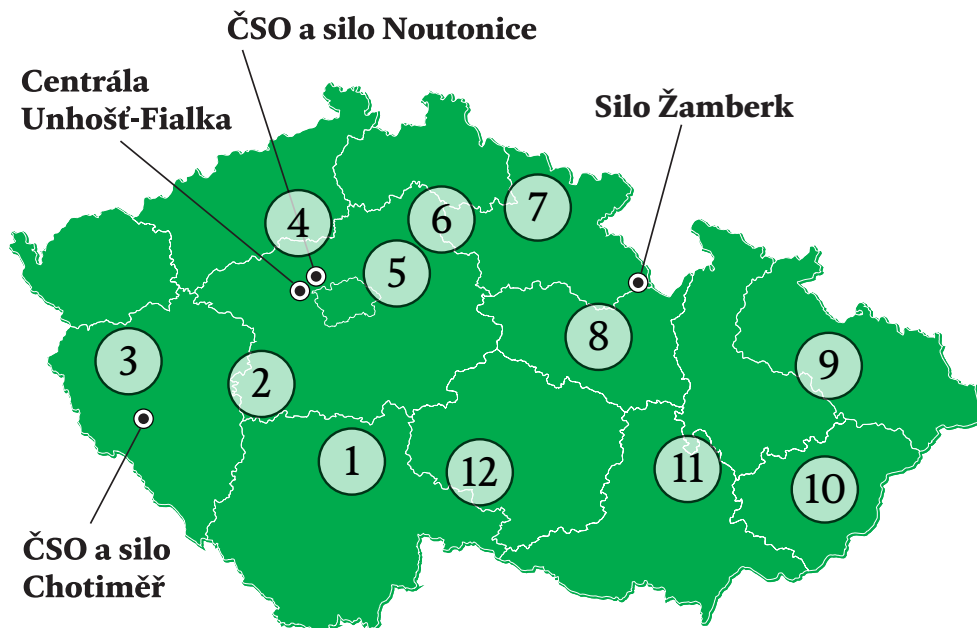 ČSO a silo Noutonice
Centrála
Unhošť-Fialka
Silo Žamberk
4
6
7
5
8
3
2
9
1
12
11
10
ČSO a silo
Chotiměř